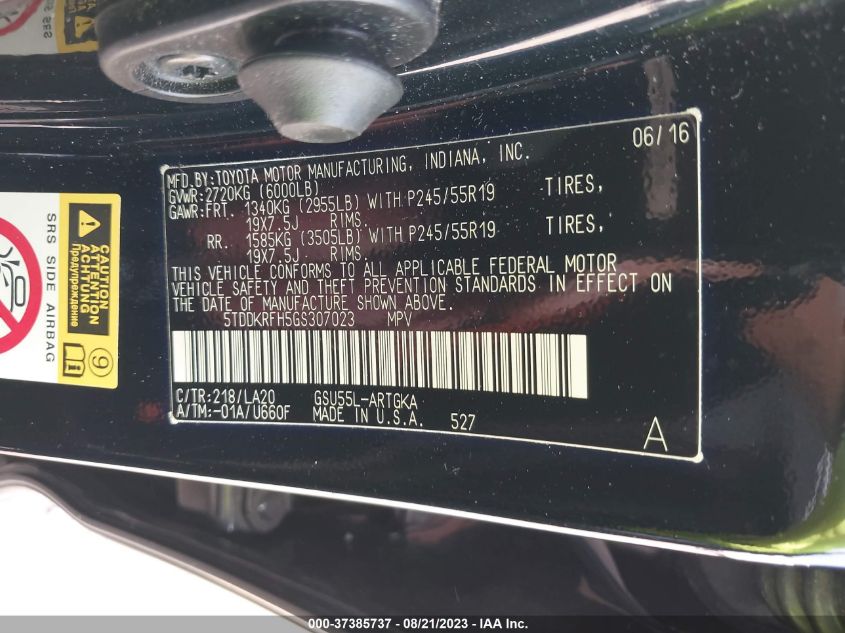 SRS
06/16
MFD.BY:TOYOTA MOTOR MANUFACTURING, INDIANA, INC.
GVWR:2720KG (6000LB)
GAWR:FRT. 1340KG (2955LB) WITH P245/55R19 TIRES,
19X7.5J RIMS
RR. 1585KG (3505LB) WITH P245/55R19 TIRES,
19X7.5J RIMS.
THIS VEHICLE CONFORMS TO ALL APPLICABLE FEDERAL MOTOR
VEHICLE SAFETY AND THEFT PREVENTION STANDARDS IN EFFECT ON
THE DATE OF MANUFACTURE SHOWN ABOVE.
5TDDKRFH5GS307023 MPV
C/TR:218/LA20 GSU55L-ARTGKA
A/TM:-01A/U660F MADE IN U.S.A. 527
A
SRS SIDE AIRBAG
CAUTION
ATTENTION
ACHTUNG
Предупреждение
9
000-37385737 - 08/21/2023 - IAA Inc.